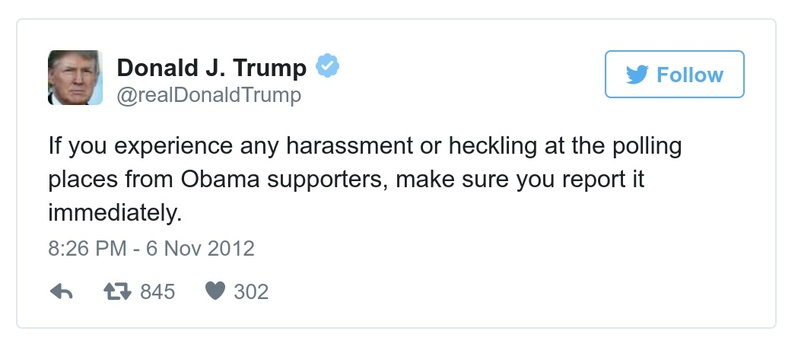 Donald J. Trump
@realDonaldTrump
Follow
If you experience any harassment or heckling at the polling
places from Obama supporters, make sure you report it
immediately.
8:26 PM - 6 Nov 2012
845 302